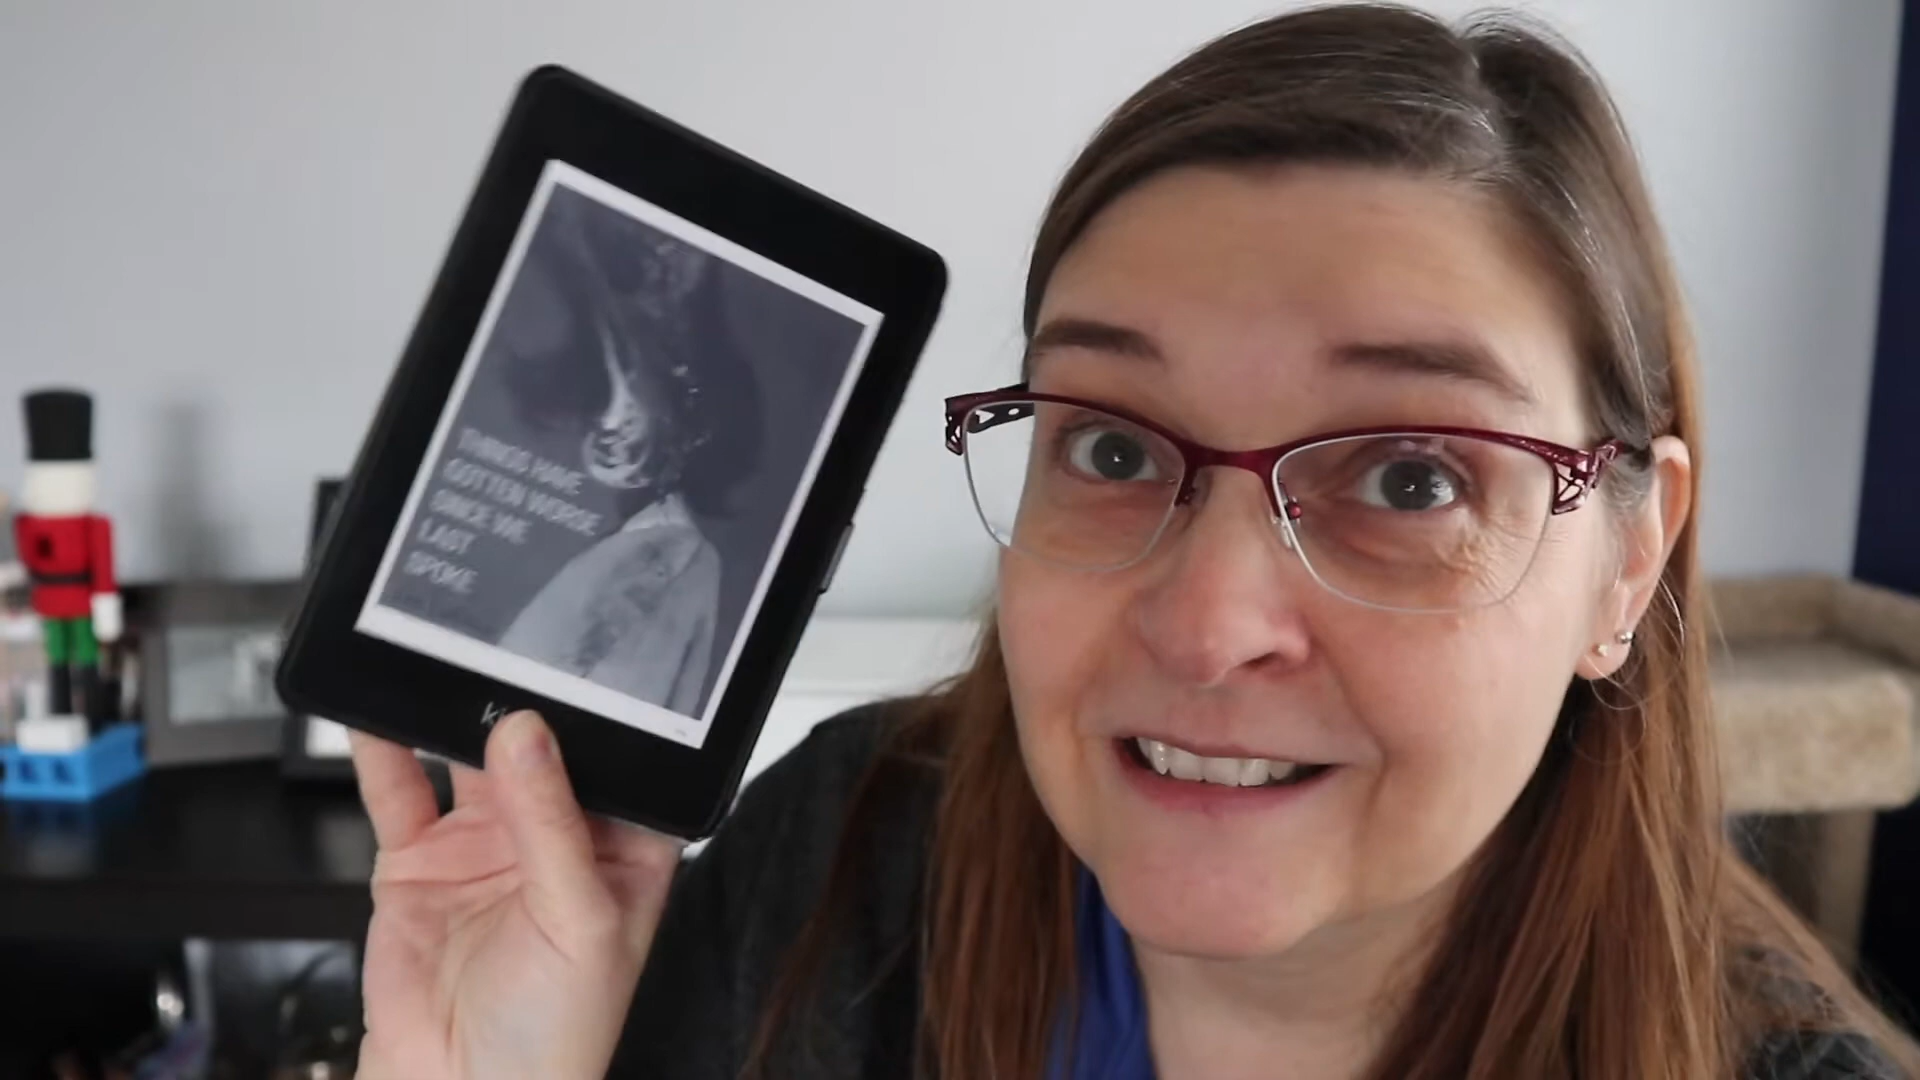 THINGS HAVE
GOTTEN WORSE
SINCE WE
LAST
SPOKE